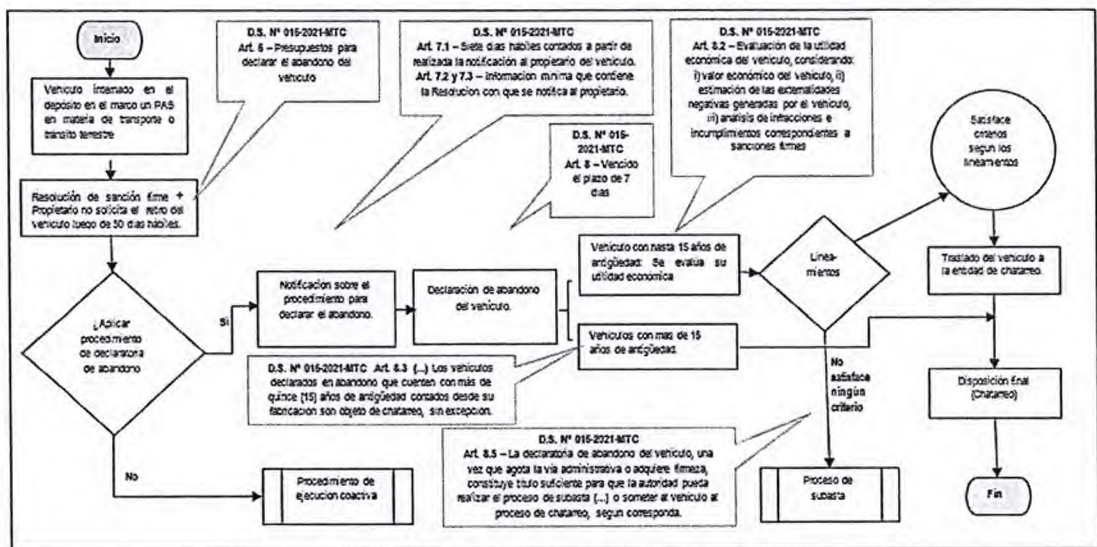 Inicio
Vehículo internado en el
depósito en el marco un PAS
en materia de transporte o
tránsito terrestre
Resolución de sanción firme +
Propietario no solicita el retiro del
vehículo luego de 30 días hábiles.
¿Aplicar
procedimiento
de declaratoria
de abandono
Si
No
Procedimiento de
ejecucion coactiva
D.S. Nº 015-2021-MTC
Art. 6 – Presupuestos para
declarar el abandono del
vehículo
D.S. Nº 015-2021-MTC
Art. 7.1 – Siete días hábiles contados a partir de
realizada la notificación al propietario del vehículo.
Art. 7.2 y 7.3 – Informacion minima que contiene
la Resolucion con que se notifica al propietario.
D.S. Nº 015-
2021-MTC
Art. 8 – Vencido
el plazo de 7
dias
D.S. Nº 015-2021-MTC
Art. 8.2 – Evaluación de la utilidad
económica del vehículo, considerando:
i) valor económico del vehículo, ii)
estimación de las externalidades
negativas generadas por el vehículo,
iii) analisis de infracciones e
incumplimientos correspondientes a
sanciones firmes
Notificación sobre el
procedimiento para
declarar el abandono.
Declaración de abandono
del vehículo.
Vehículo con hasta 15 años de
antigüedad: Se evalúa su
utilidad económica
Vehículos con mas de 15
años de antigüedad.
D.S. Nº 015-2021-MTC Art. 8.3 (...) Los vehículos
declarados en abandono que cuenten con más de
quince (15) años de antigüedad contados desde su
fabricación son objeto de chatarreo, sin excepción.
D.S. Nº 015-2021-MTC
Art. 8.5 – La declaratoria de abandono del vehículo, una
vez que agota la vía administrativa o adquiere firmeza,
constituye título suficiente para que la autoridad pueda
realizar el proceso de subasta (...) o someter al vehículo al
proceso de chatarreo, segun corresponda.
Linea-
mientos
No
satisface
ningún
criterio
Proceso de
subasta
Satisface
criterios
segun los
lineamientos
Traslado del vehículo a
la entidad de chatarreo.
Disposición final
(Chatarreo)
Fin